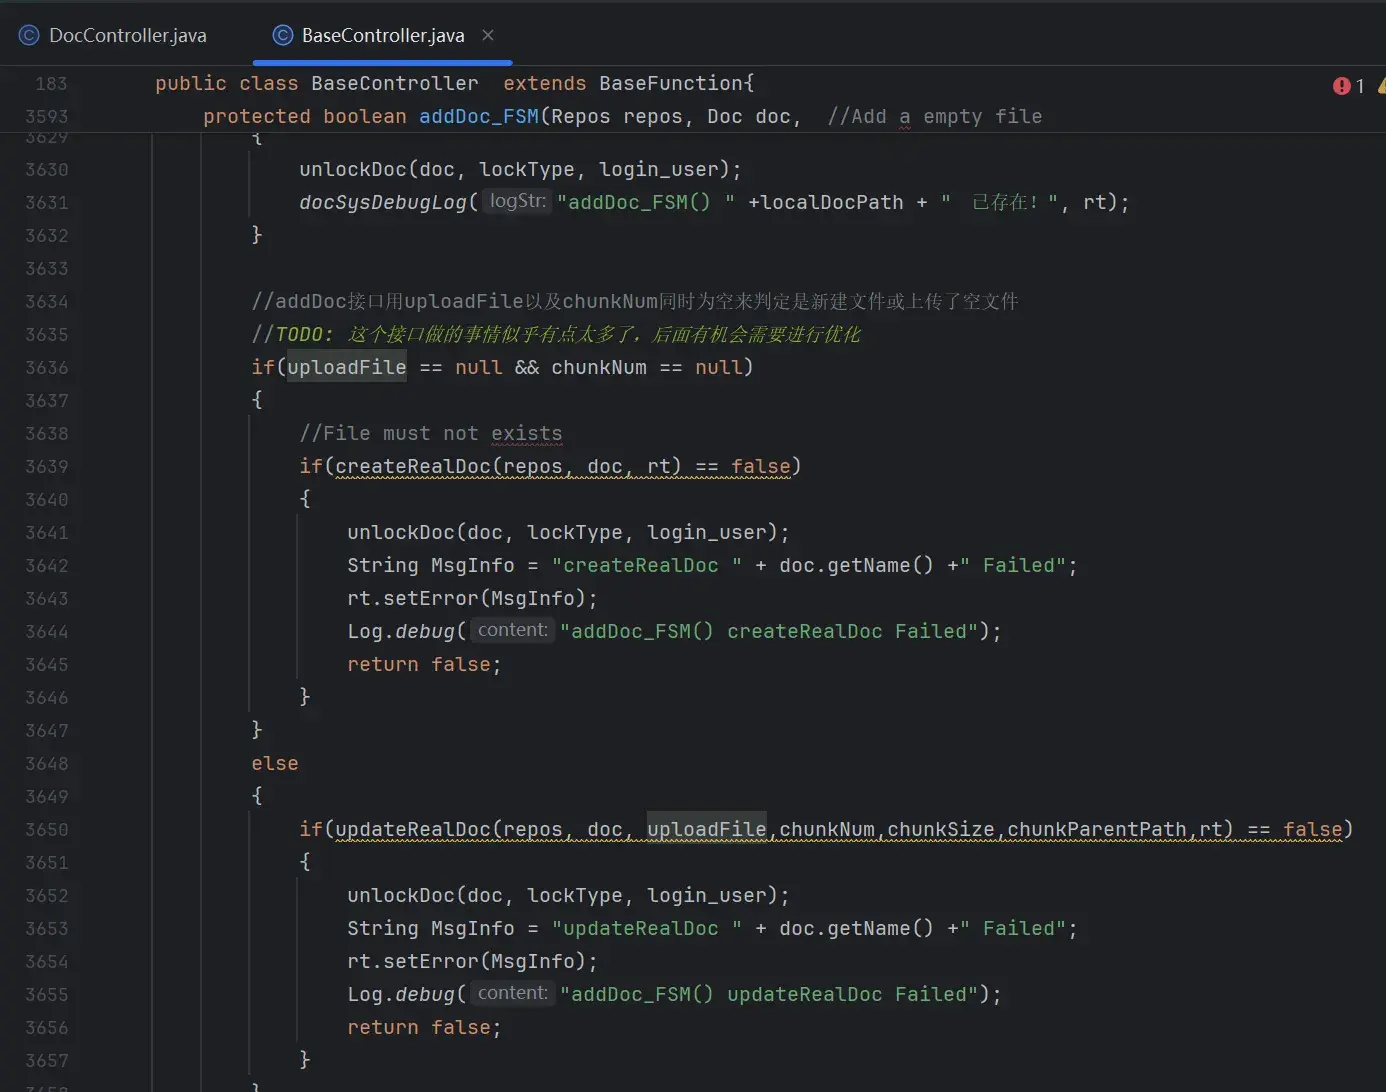 DocController.java BaseController.java
183 public class BaseController extends BaseFunction{ 1
3593 protected boolean addDoc_FSM(Repos repos, Doc doc, //Add a empty file
3629 {
3630 unlockDoc(doc, lockType, login_user);
3631 docSysDebugLog( logStr: "addDoc_FSM() " +localDocPath + " 已存在! ", rt);
3632 }
3633
3634 //addDoc接口用uploadFile以及chunkNum同时为空来判定是新建文件或上传了空文件
3635 //TODO: 这个接口做的事情似乎有点太多了，后面有机会需要进行优化
3636 if(uploadFile == null && chunkNum == null)
3637 {
3638 //File must not exists
3639 if(createRealDoc(repos, doc, rt) == false)
3640 {
3641 unlockDoc(doc, lockType, login_user);
3642 String MsgInfo = "createRealDoc " + doc.getName() +" Failed";
3643 rt.setError(MsgInfo);
3644 Log.debug( content: "addDoc_FSM() createRealDoc Failed");
3645 return false;
3646 }
3647 }
3648 else
3649 {
3650 if(updateRealDoc(repos, doc, uploadFile,chunkNum,chunkSize,chunkParentPath,rt) == false)
3651 {
3652 unlockDoc(doc, lockType, login_user);
3653 String MsgInfo = "updateRealDoc " + doc.getName() +" Failed";
3654 rt.setError(MsgInfo);
3655 Log.debug( content: "addDoc_FSM() updateRealDoc Failed");
3656 return false;
3657 }
3658 }